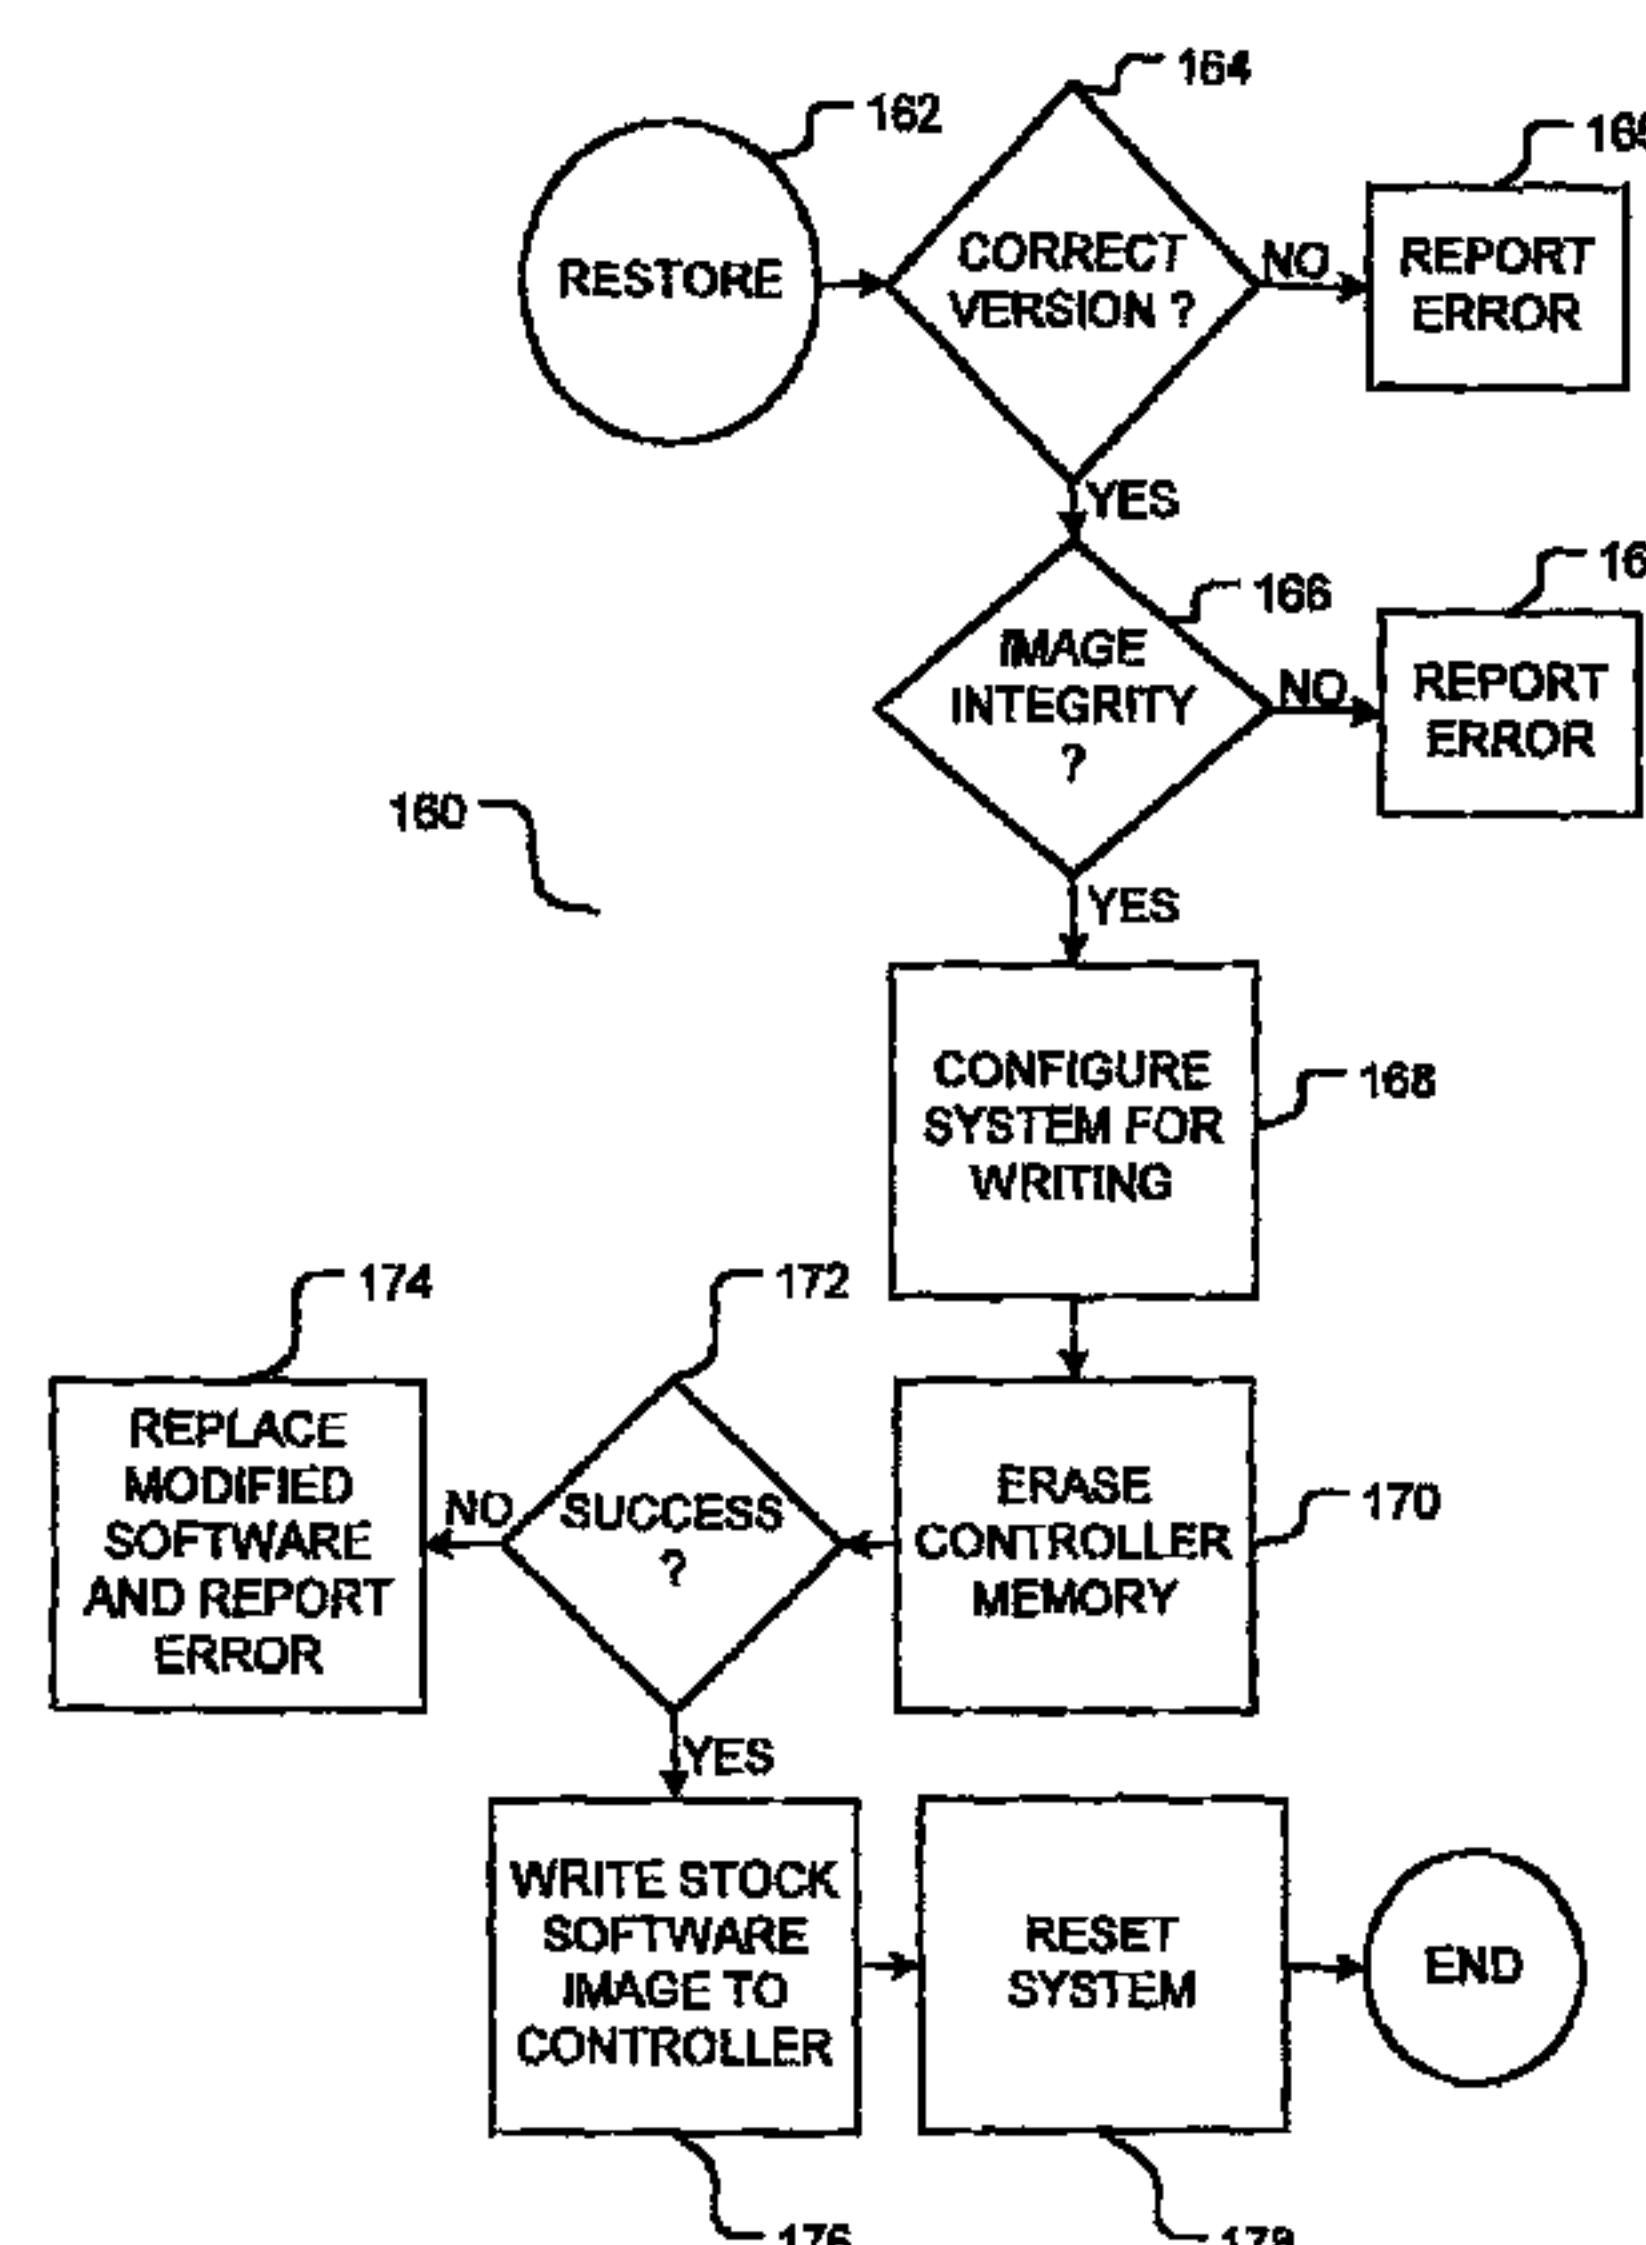 164
162
165
RESTORE
CORRECT
VERSION ?
NO
REPORT
ERROR
YES
166
IMAGE
INTEGRITY
?
NO
REPORT
ERROR
160
YES
CONFIGURE
SYSTEM FOR
WRITING
168
174
172
REPLACE
MODIFIED
SOFTWARE
AND REPORT
ERROR
NO
SUCCESS
?
ERASE
CONTROLLER
MEMORY
170
YES
WRITE STOCK
SOFTWARE
IMAGE TO
CONTROLLER
RESET
SYSTEM
END